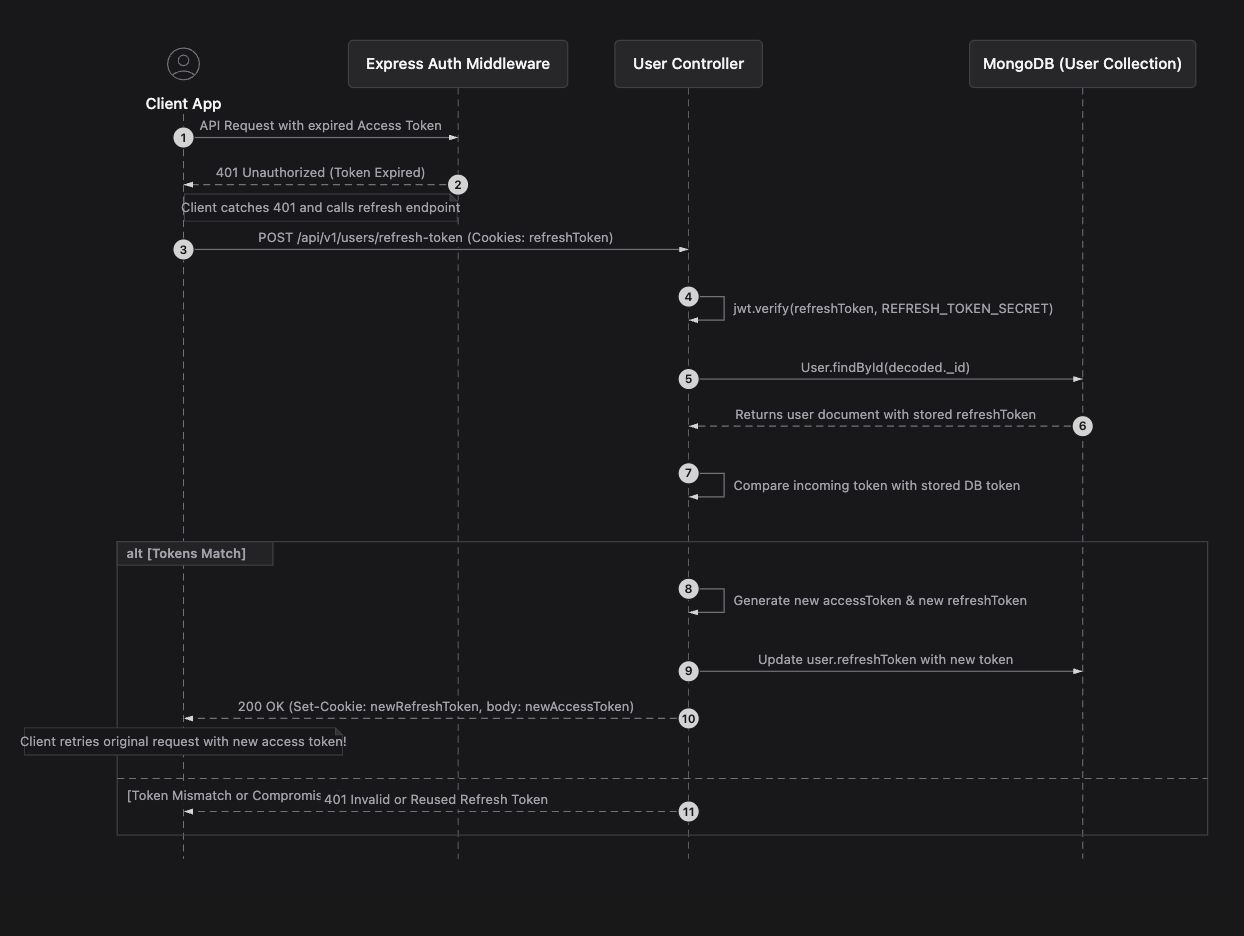 Express Auth Middleware
User Controller
MongoDB (User Collection)
Client App
API Request with expired Access Token
1
401 Unauthorized (Token Expired)
2
Client catches 401 and calls refresh endpoint
POST /api/v1/users/refresh-token (Cookies: refreshToken)
3
4
jwt.verify(refreshToken, REFRESH_TOKEN_SECRET)
User.findById(decoded._id)
5
Returns user document with stored refreshToken
6
7
Compare incoming token with stored DB token
alt [Tokens Match]
8
Generate new accessToken & new refreshToken
Update user.refreshToken with new token
9
200 OK (Set-Cookie: newRefreshToken, body: newAccessToken)
10
Client retries original request with new access token!
[Token Mismatch or Compromis
401 Invalid or Reused Refresh Token
11